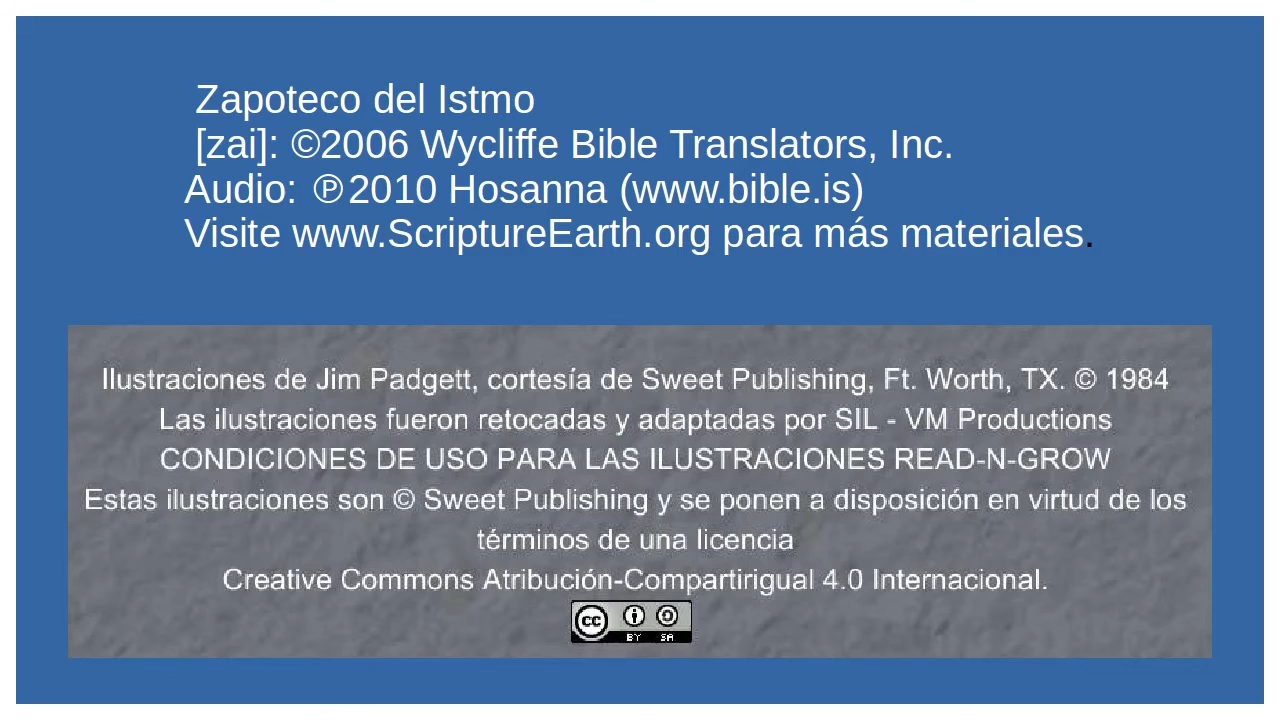 Zapoteco del Istmo
[zai]: ©2006 Wycliffe Bible Translators, Inc.
Audio: ℗2010 Hosanna (www.bible.is)
Visite www.ScriptureEarth.org para más materiales.
Ilustraciones de Jim Padgett, cortesía de Sweet Publishing, Ft. Worth, TX. © 1984
Las ilustraciones fueron retocadas y adaptadas por SIL - VM Productions
CONDICIONES DE USO PARA LAS ILUSTRACIONES READ-N-GROW
Estas ilustraciones son © Sweet Publishing y se ponen a disposición en virtud de los
términos de una licencia
Creative Commons Atribución-Compartirigual 4.0 Internacional.
cc
BY SA